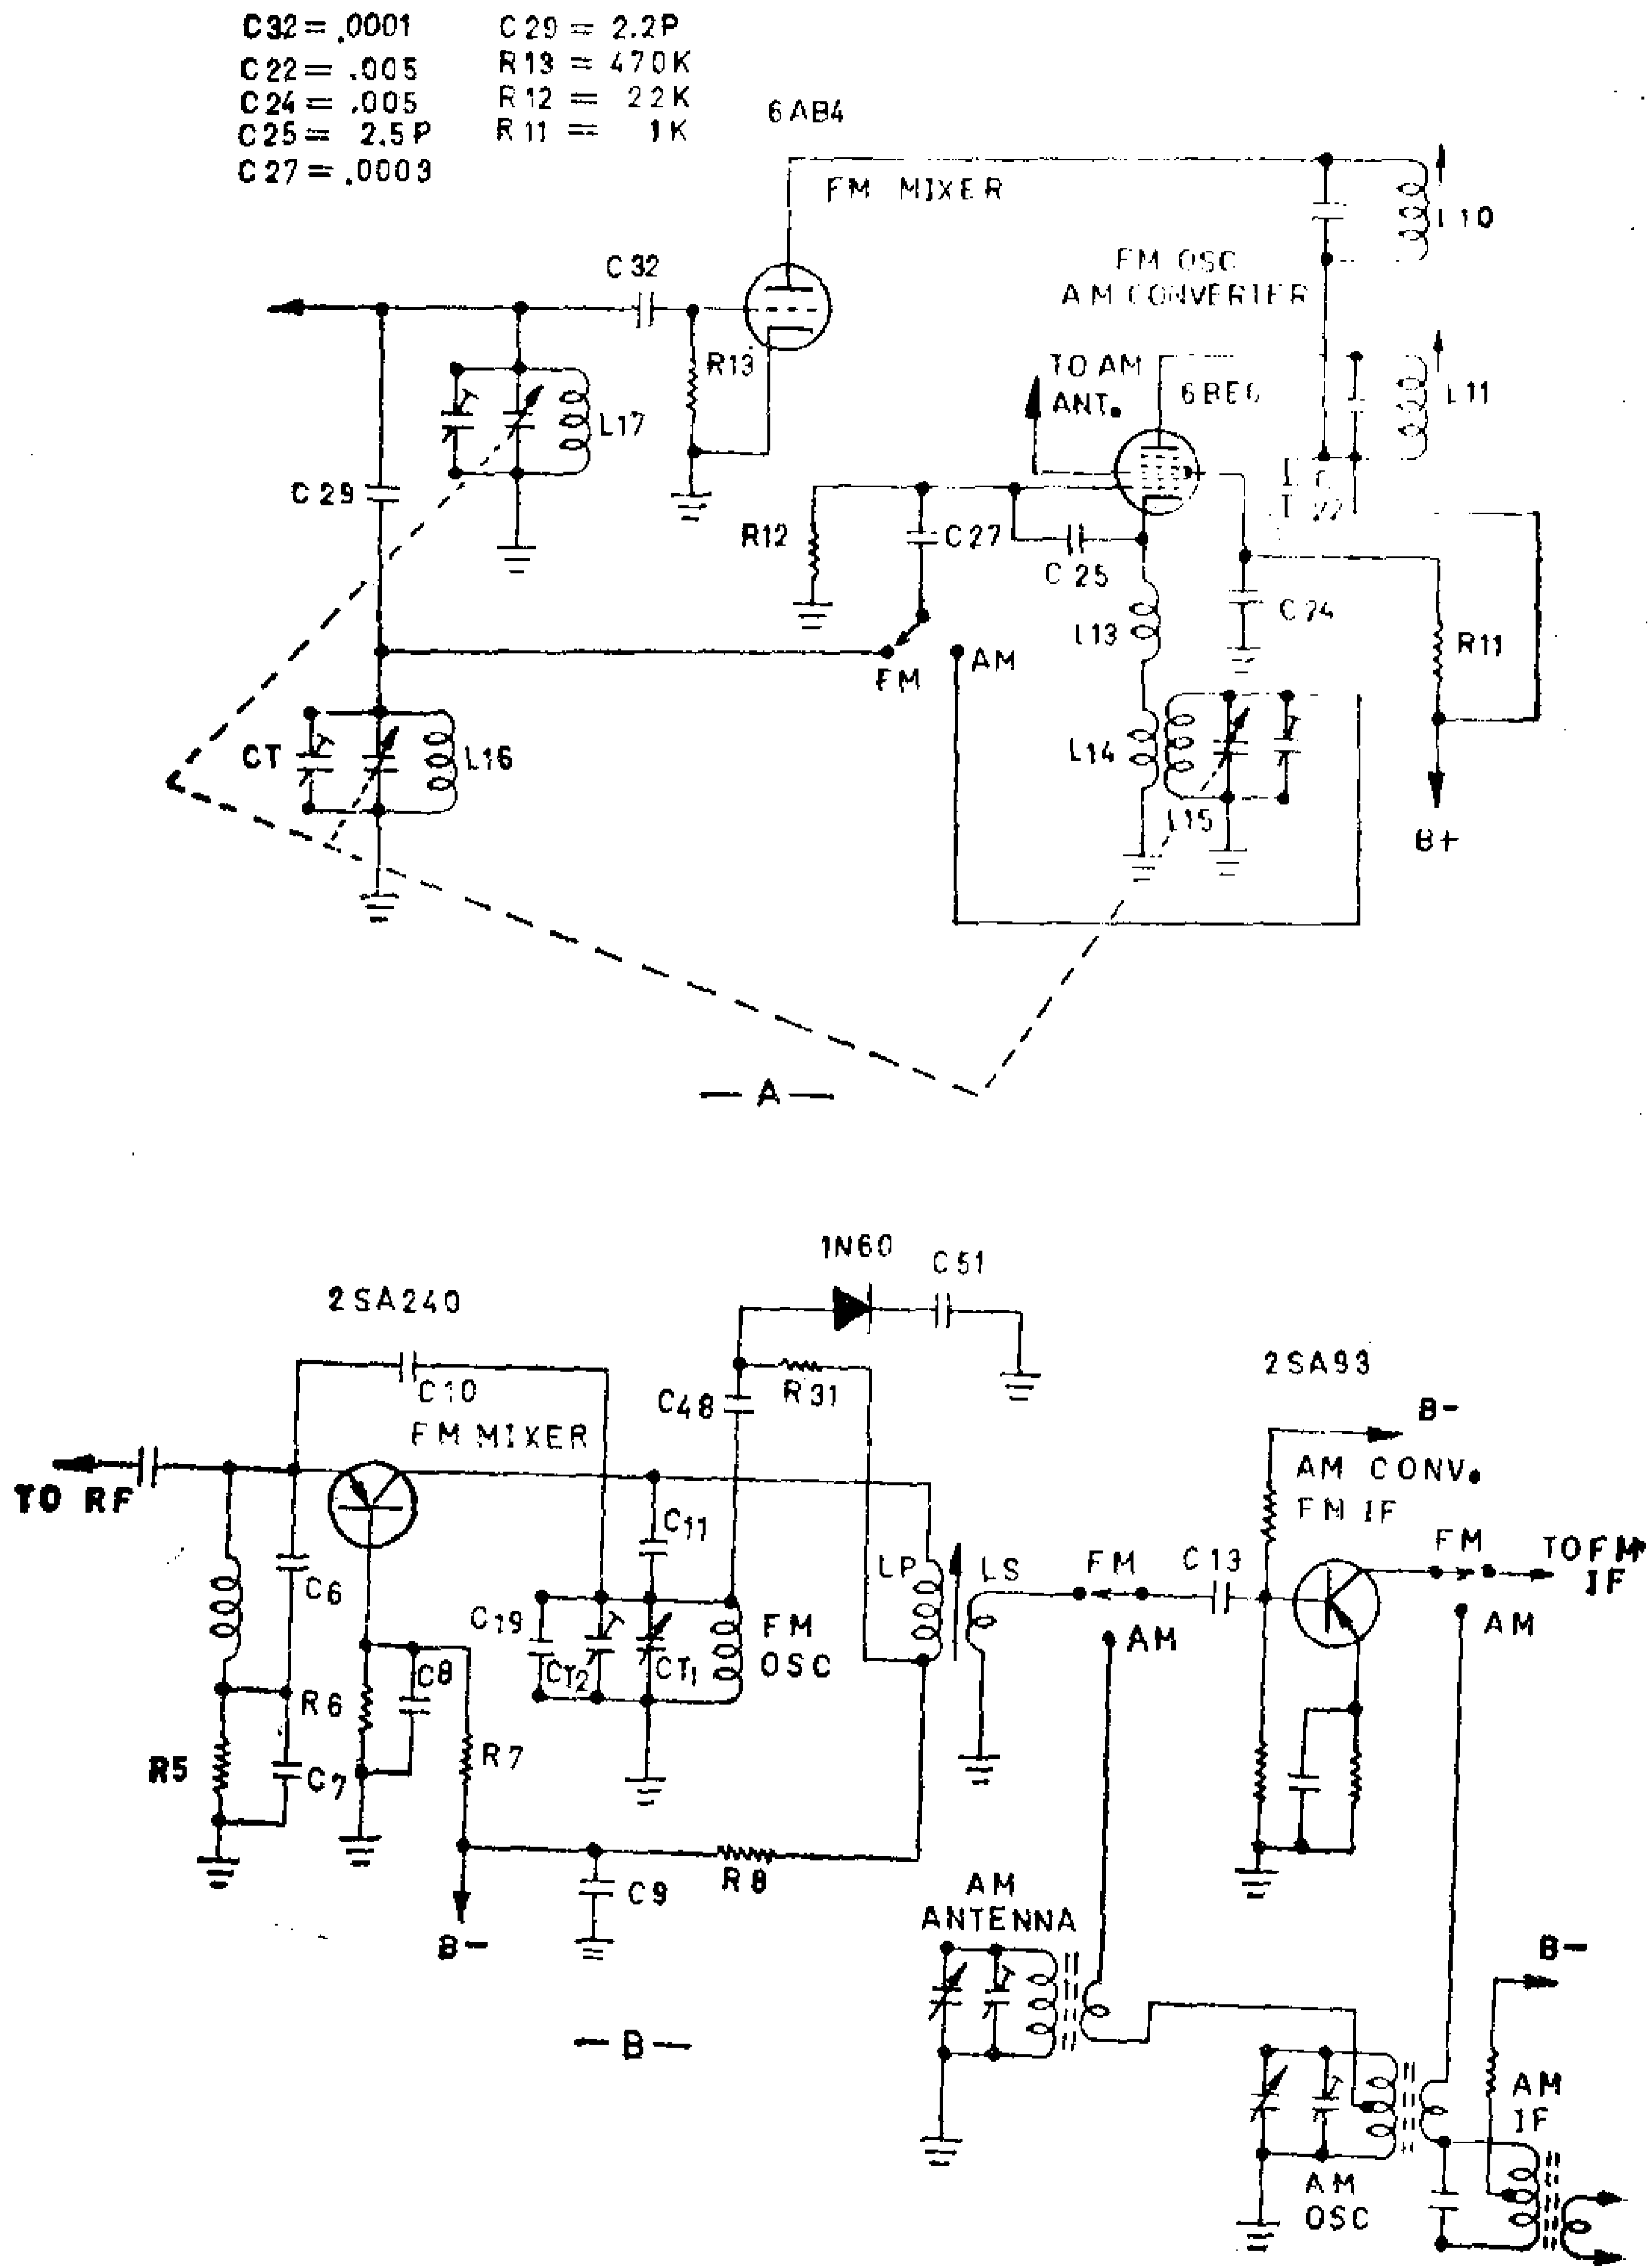 C32 = .0001 C29 = 2.2P
C22 = .005 R13 = 470K
C24 = .005 R12 = 22K
C25 = 2.5P R11 = 1K
C27 = .0003
6AB4
FM MIXER
L10
C32
FM OSC
AM CONVERTER
R13
TO AM
ANT.
6BE6
L11
L17
C29
R12
C27
C25
C24
L13
R11
FM
AM
CT
L16
L14
L15
B+
— A —
1N60
C51
2SA240
C10
R31
2SA93
C48
B-
FM MIXER
AM CONV.
FM IF
TO RF
C11
FM
TO FM
IF
LP
LS
FM
C13
C6
C19
FM
OSC
AM
AM
CT2
CT1
C8
R6
R5
C7
R7
R8
C9
AM
ANTENNA
B-
B-
— B —
AM
IF
AM
OSC